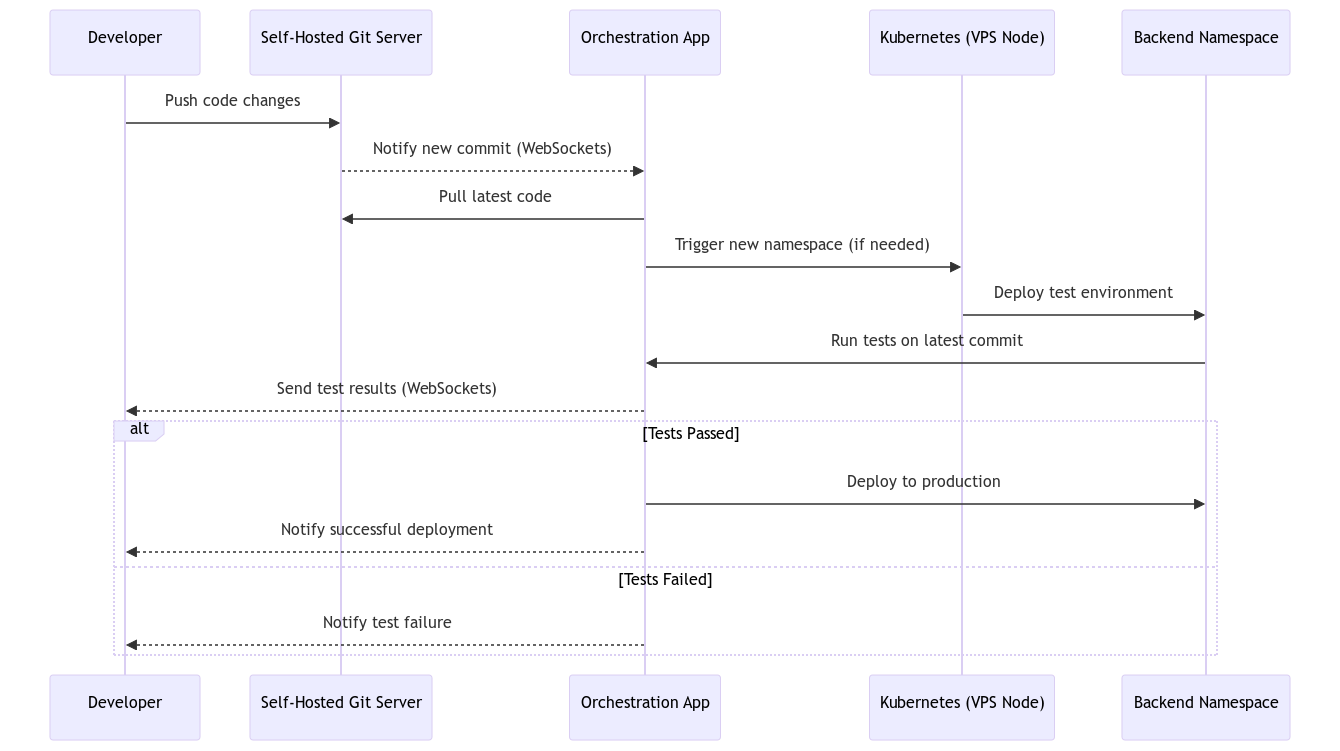 Developer
Self-Hosted Git Server
Orchestration App
Kubernetes (VPS Node)
Backend Namespace
Push code changes
Notify new commit (WebSockets)
Pull latest code
Trigger new namespace (if needed)
Deploy test environment
Run tests on latest commit
Send test results (WebSockets)
alt
[Tests Passed]
Deploy to production
Notify successful deployment
[Tests Failed]
Notify test failure
Developer
Self-Hosted Git Server
Orchestration App
Kubernetes (VPS Node)
Backend Namespace